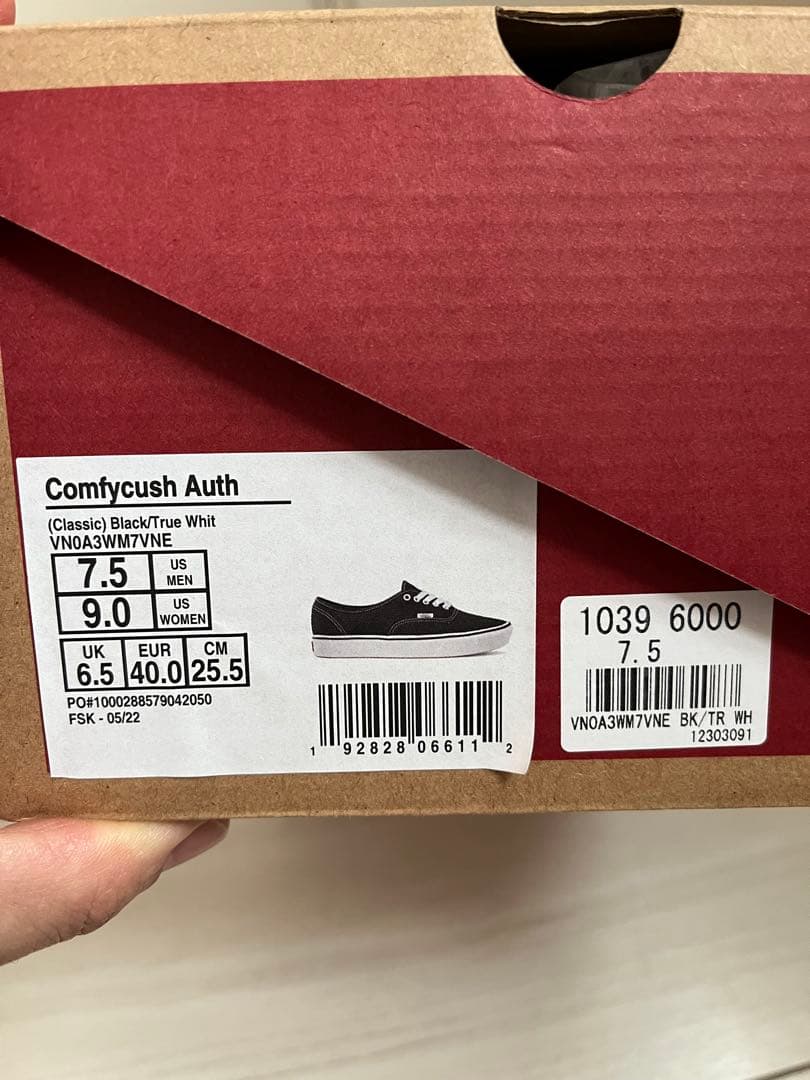 Comfycush Auth
(Classic) Black/True Whit
VN0A3WM7VNE
7.5 US MEN
9.0 US WOMEN
UK EUR CM
6.5 40.0 25.5
PO#1000288579042050
FSK - 05/22
1 92828 06611 2
1039 6000
7.5
VN0A3WM7VNE BK/TR WH
12303091